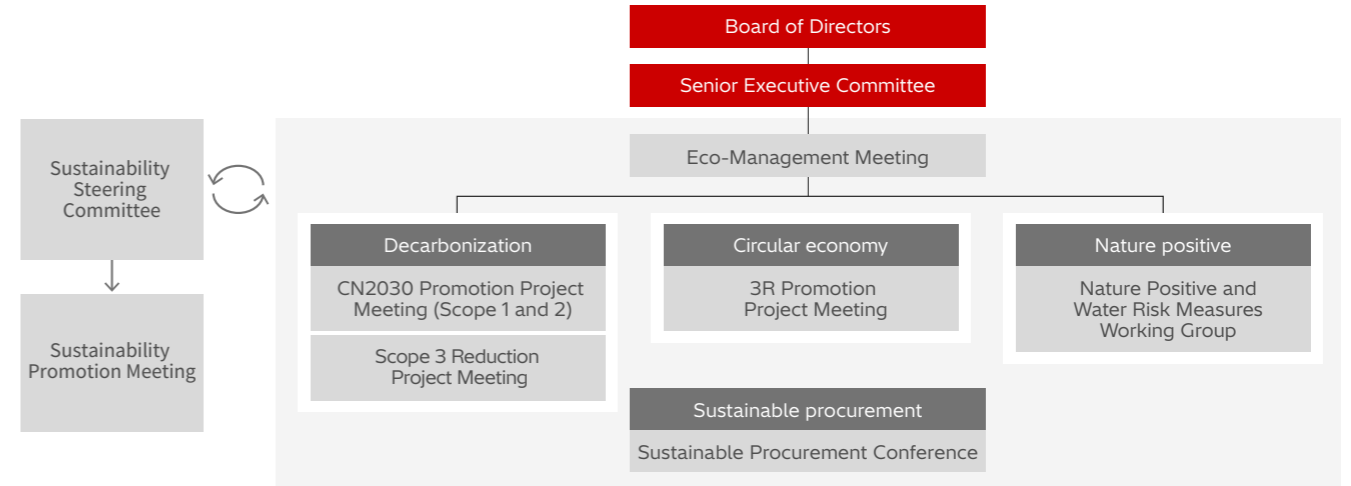 Board of Directors
Senior Executive Committee
Sustainability
Steering
Committee
Sustainability
Promotion Meeting
Eco-Management Meeting
Decarbonization
CN2030 Promotion Project
Meeting (Scope 1 and 2)
Scope 3 Reduction
Project Meeting
Circular economy
3R Promotion
Project Meeting
Nature positive
Nature Positive and
Water Risk Measures
Working Group
Sustainable procurement
Sustainable Procurement Conference